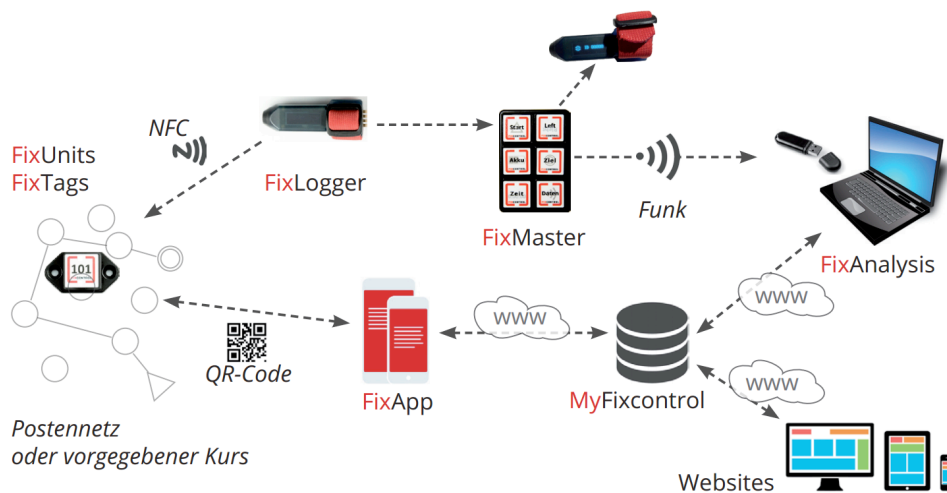 NFC
FixUnits
FixTags
FixLogger
Start
Akku
Ziel
Zeit
Daten
FixMaster
Funk
FixAnalysis
101
www
www
QR-Code
FixApp
MyFixcontrol
www
Postennetz
oder vorgegebener Kurs
Websites